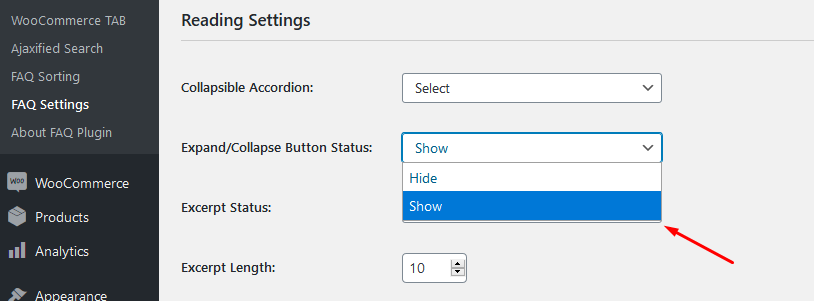 WooCommerce TAB
Ajaxified Search
FAQ Sorting
FAQ Settings
About FAQ Plugin
Woo WooCommerce
Products
Analytics
Appearance
Reading Settings
Collapsible Accordion: Select
Expand/Collapse Button Status: Show
Hide
Show
Excerpt Status:
Excerpt Length: 10